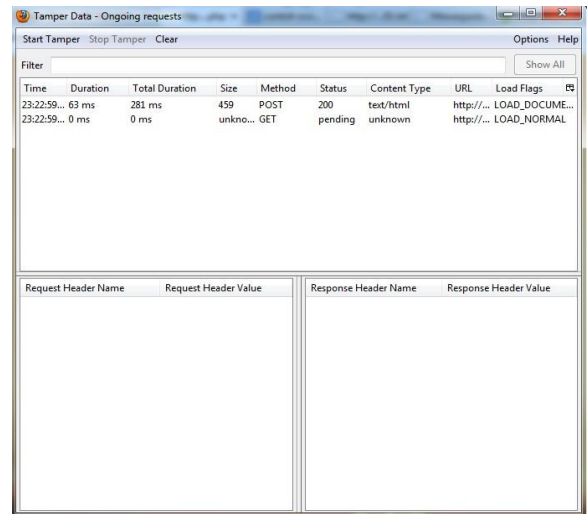 Tamper Data - Ongoing requests
Start Tamper Stop Tamper Clear Options Help
Filter Show All
Time Duration Total Duration Size Method Status Content Type URL Load Flags
23:22:59... 63 ms 281 ms 459 POST 200 text/html http://... LOAD_DOCUME...
23:22:59... 0 ms 0 ms unkno... GET pending unknown http://... LOAD_NORMAL
Request Header Name Request Header Value Response Header Name Response Header Value